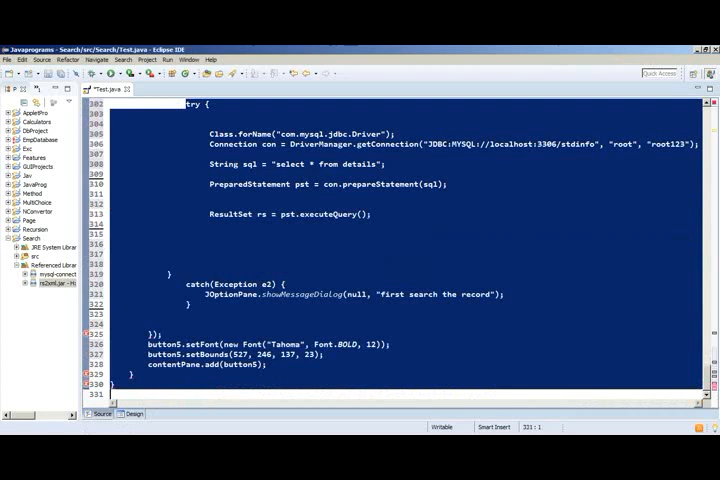 Javaprograms - Search/src/Search/Test.java - Eclipse IDE
File Edit Source Refactor Navigate Search Project Run Window Help
Quick Access
P
*Test.java
AppletPro
Calculators
DbProject
EmpDatabase
Exc
Features
GUIProjects
Jav
JavaProg
Method
MultiChoice
NConvertor
Page
Recursion
Search
JRE System Librar
src
Referenced Librar
mysql-connect
rs2xml.jar - H:
302 try {
303
304 Class.forName("com.mysql.jdbc.Driver");
305
306 Connection con = DriverManager.getConnection("JDBC:MYSQL://localhost:3306/stdinfo", "root", "root123");
307
308 String sql = "select * from details";
309
310 PreparedStatement pst = con.prepareStatement(sql);
311
312
313 ResultSet rs = pst.executeQuery();
314
315
316
317
318
319 }
320 catch(Exception e2) {
321 JOptionPane.showMessageDialog(null, "first search the record");
322 }
323
324
325 });
326 button5.setFont(new Font("Tahoma", Font.BOLD, 12));
327 button5.setBounds(527, 246, 137, 23);
328 contentPane.add(button5);
329 }
330 }
331
Source Design
Writable Smart Insert 331 : 1